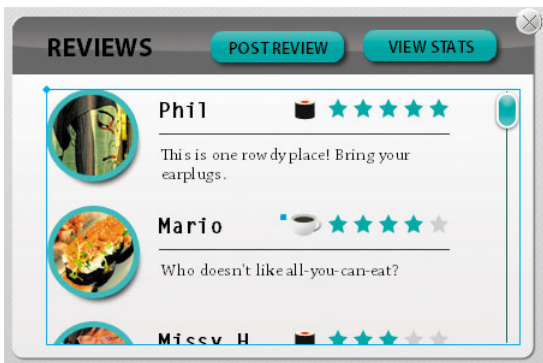 REVIEWS
POST REVIEW
VIEW STATS
Phil
This is one rowdy place! Bring your
earplugs.
Mario
Who doesn't like all-you-can-eat?
Missy H